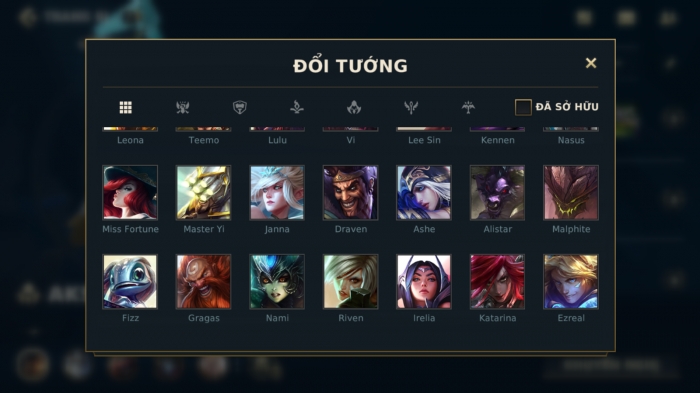 ĐỔI TƯỚNG
ĐÃ SỞ HỮU
Leona Teemo Lulu Vi Lee Sin Kennen Nasus
Miss Fortune Master Yi Janna Draven Ashe Alistar Malphite
Fizz Gragas Nami Riven Irelia Katarina Ezreal